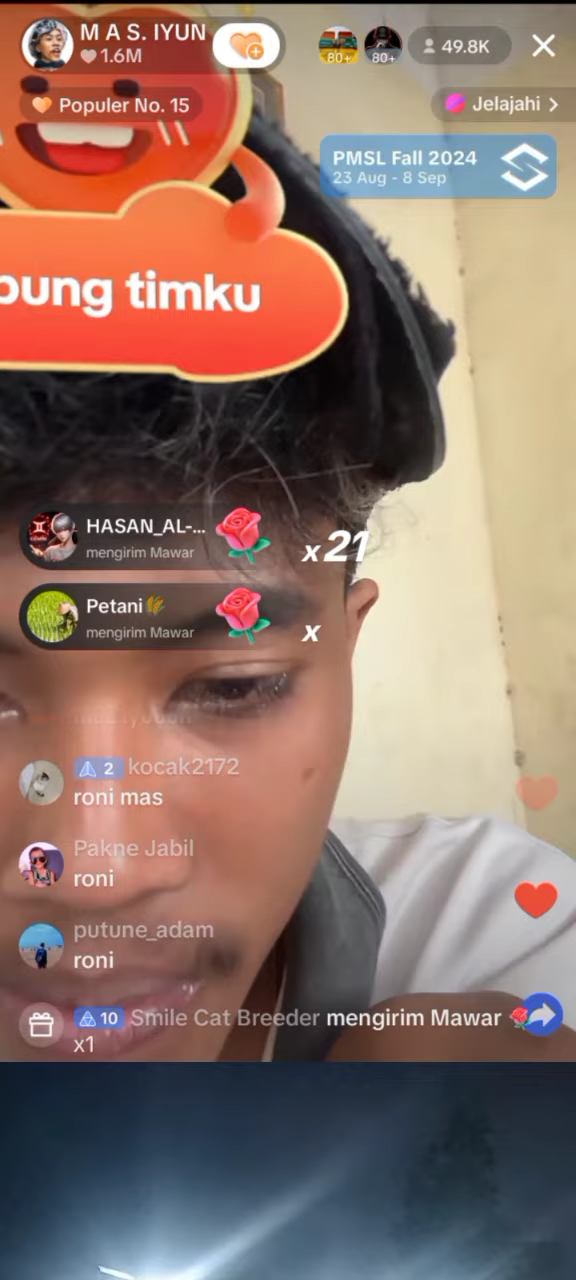 M A S. IYUN
1.6M
80+
80+
49.8K
Populer No. 15
Jelajahi
PMSL Fall 2024
23 Aug - 8 Sep
timku
HASAN_AL-...
mengirim Mawar
x21
Petani
mengirim Mawar
x
2 kocak2172
roni mas
Pakne Jabil
roni
putune_adam
roni
10 Smile Cat Breeder mengirim Mawar
x1